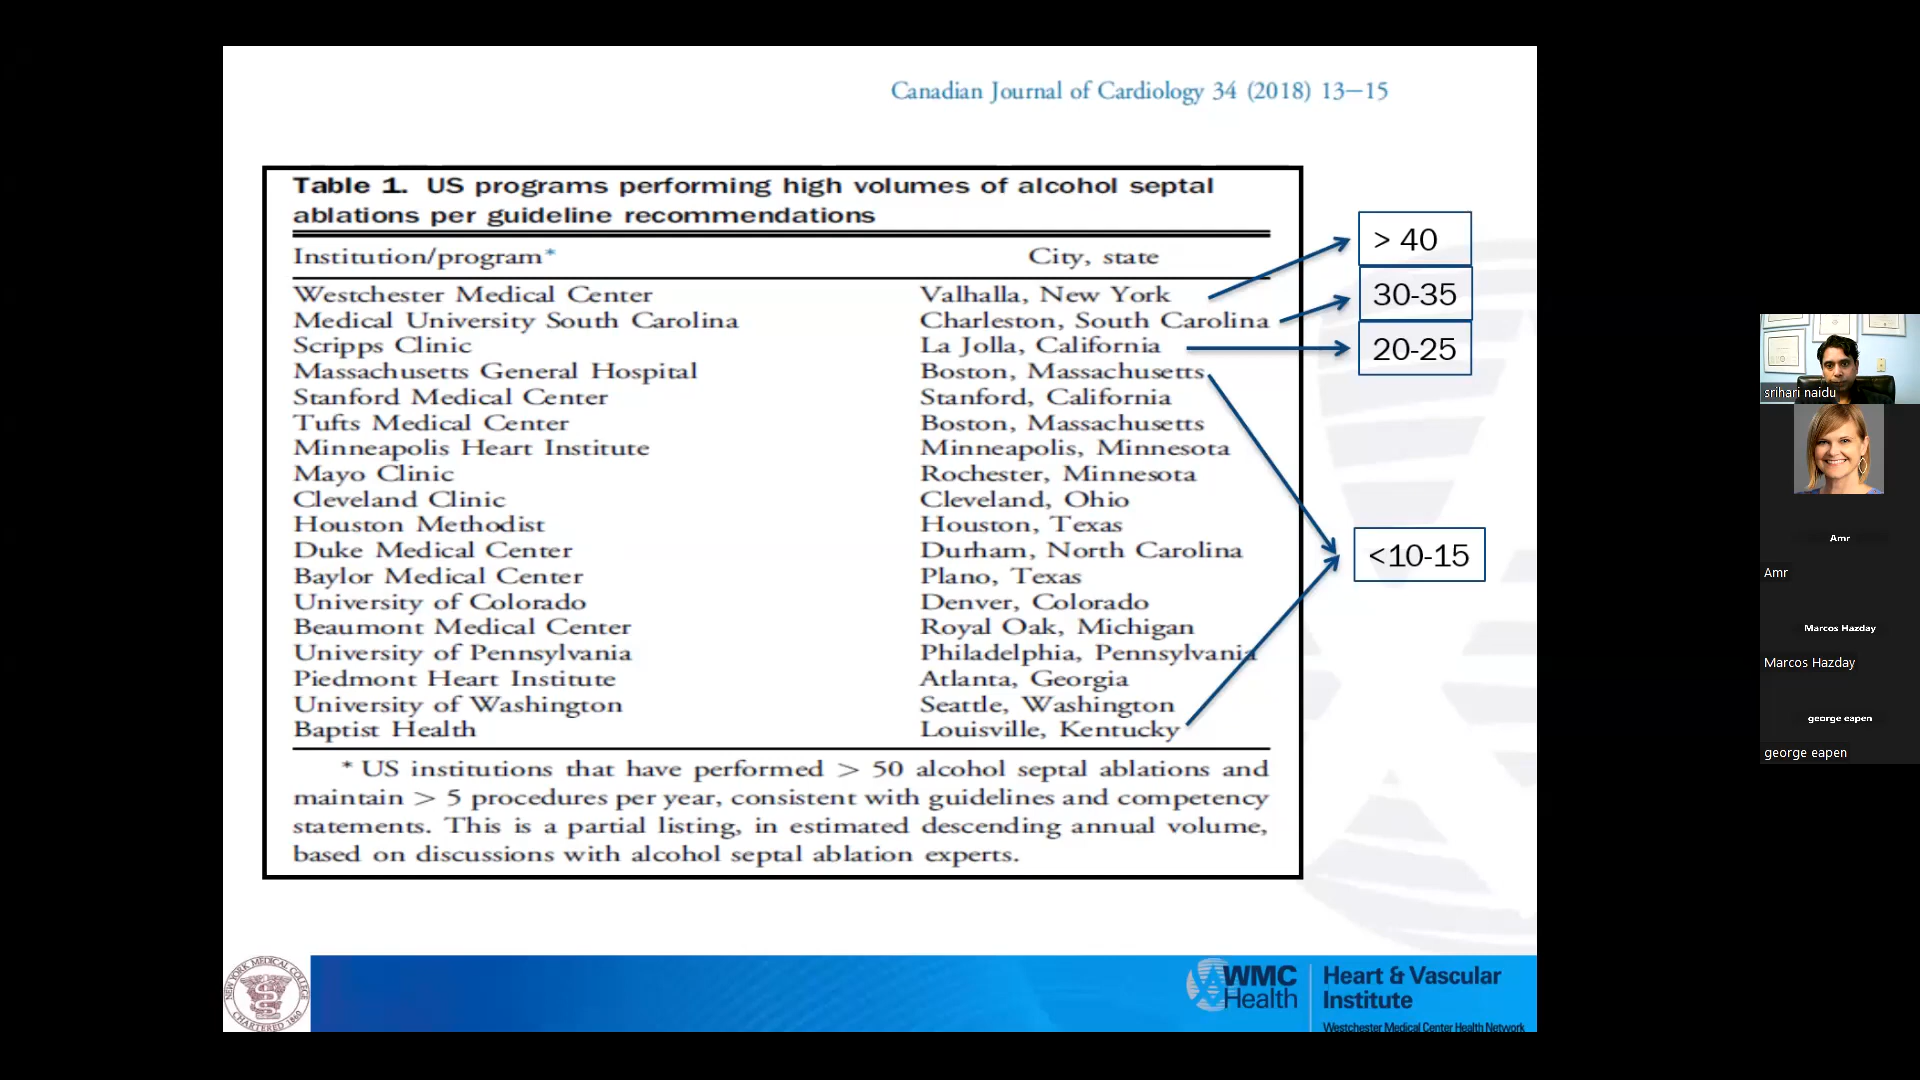 Canadian Journal of Cardiology 34 (2018) 13–15
Table 1. US programs performing high volumes of alcohol septal
ablations per guideline recommendations
Institution/program* City, state
Westchester Medical Center Valhalla, New York
Medical University South Carolina Charleston, South Carolina
Scripps Clinic La Jolla, California
Massachusetts General Hospital Boston, Massachusetts
Stanford Medical Center Stanford, California
Tufts Medical Center Boston, Massachusetts
Minneapolis Heart Institute Minneapolis, Minnesota
Mayo Clinic Rochester, Minnesota
Cleveland Clinic Cleveland, Ohio
Houston Methodist Houston, Texas
Duke Medical Center Durham, North Carolina
Baylor Medical Center Plano, Texas
University of Colorado Denver, Colorado
Beaumont Medical Center Royal Oak, Michigan
University of Pennsylvania Philadelphia, Pennsylvania
Piedmont Heart Institute Atlanta, Georgia
University of Washington Seattle, Washington
Baptist Health Louisville, Kentucky
* US institutions that have performed > 50 alcohol septal ablations and
maintain > 5 procedures per year, consistent with guidelines and competency
statements. This is a partial listing, in estimated descending annual volume,
based on discussions with alcohol septal ablation experts.
> 40
30-35
20-25
<10-15
NEW YORK MEDICAL COLLEGE
CHARTERED 1860
WMC
Health
Heart & Vascular
Institute
Westchester Medical Center Health Network
srihari naidu
Amr
Amr
Marcos Hazday
Marcos Hazday
george eapen
george eapen